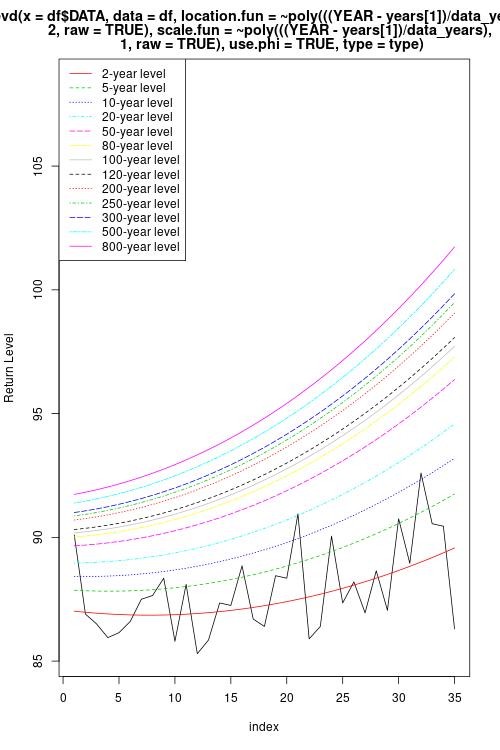 evd(x = df$DATA, data = df, location.fun = ~poly(((YEAR - years[1])/data_ye
2, raw = TRUE), scale.fun = ~poly(((YEAR - years[1])/data_years),
1, raw = TRUE), use.phi = TRUE, type = type)
2-year level
5-year level
10-year level
20-year level
50-year level
80-year level
100-year level
120-year level
200-year level
250-year level
300-year level
500-year level
800-year level
Return Level
105
100
95
90
85
0 5 10 15 20 25 30 35
index